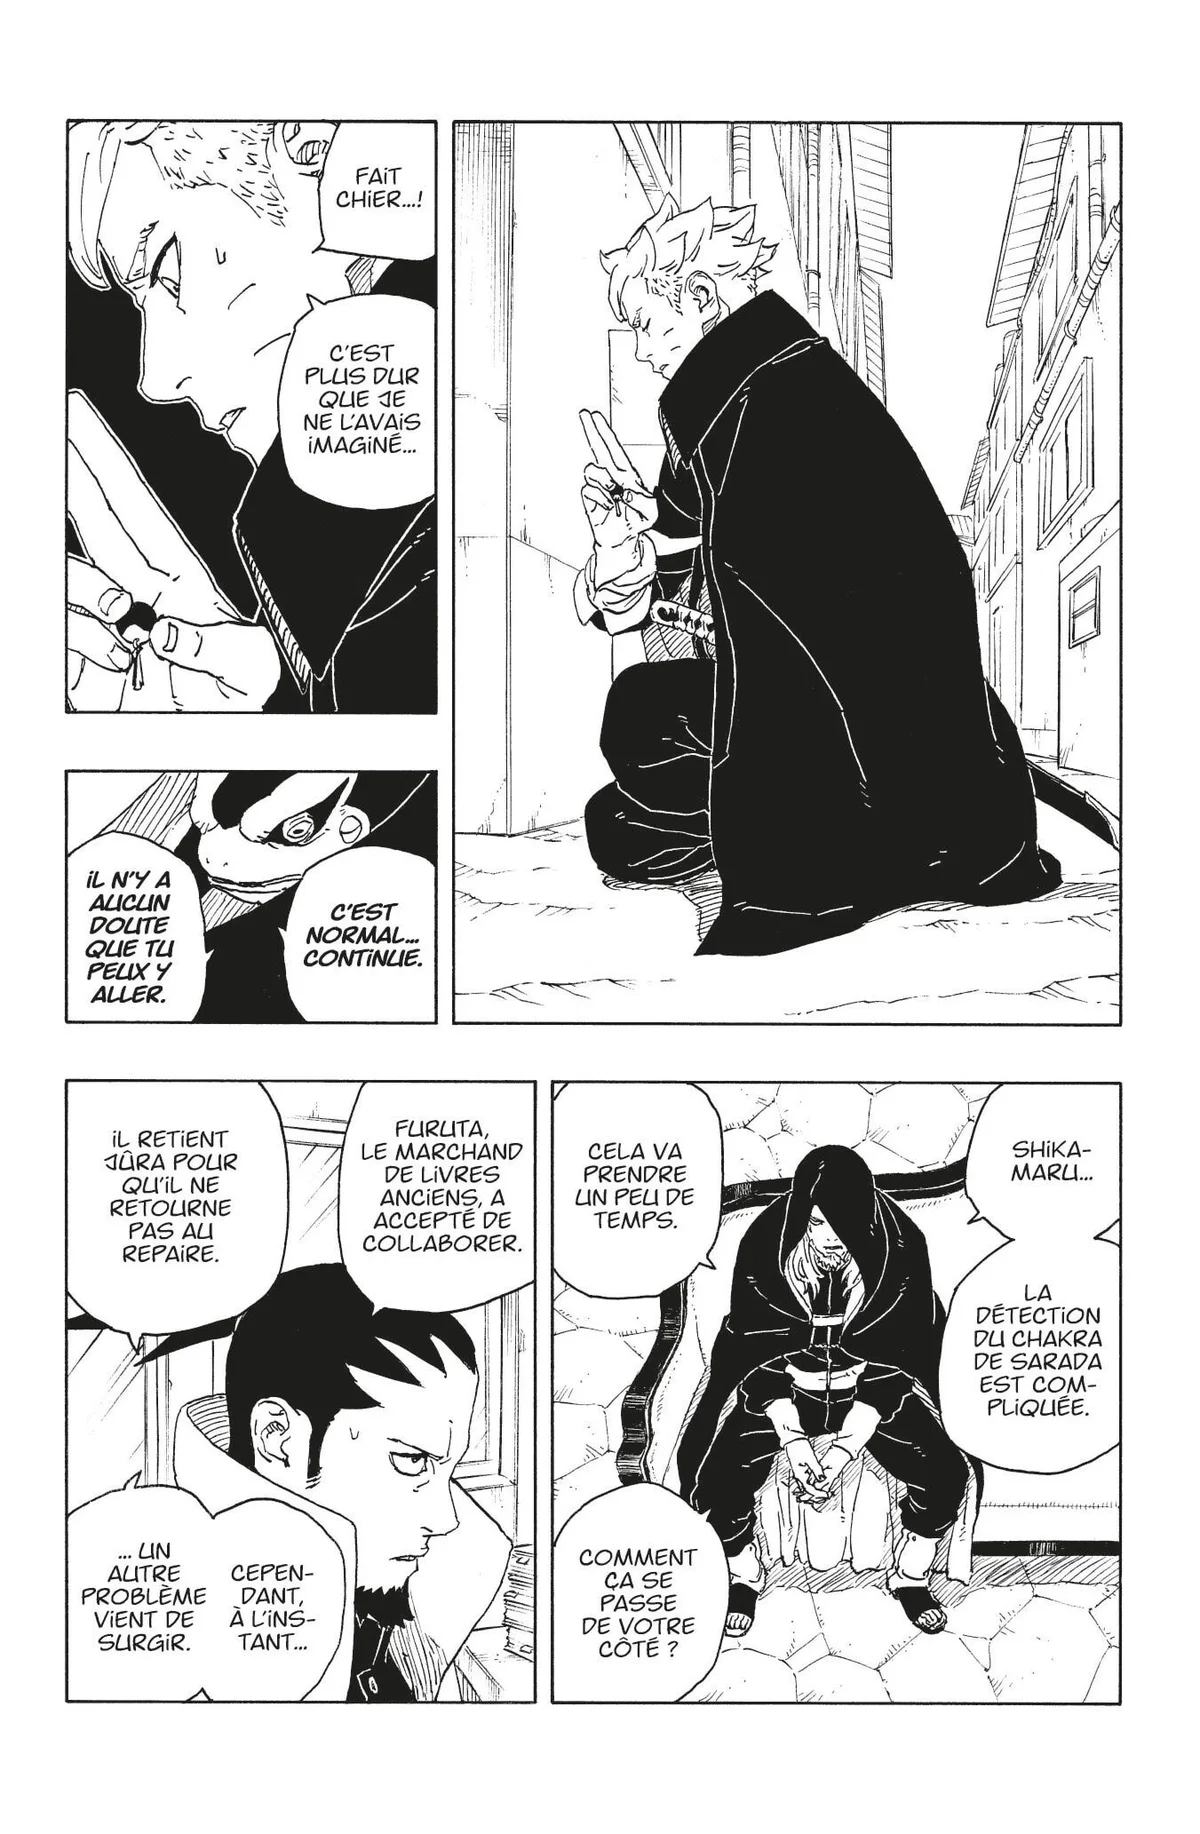 FAIT
CHIER...!
C'EST
PLUS DUR
QUE JE
NE L'AVAIS
IMAGINÉ...
C'EST
NORMAL...
CONTINUE.
IL N'Y A
AUCUN
DOUTE
QUE TU
PEUX Y
ALLER.
SHIKA-
MARU...
LA
DÉTECTION
DU CHAKRA
DE SARADA
EST COM-
PLIQUÉE.
CELA VA
PRENDRE
UN PEU DE
TEMPS.
COMMENT
ÇA SE
PASSE
DE VOTRE
CÔTÉ ?
FURUTA,
LE MARCHAND
DE LIVRES
ANCIENS, A
ACCEPTÉ DE
COLLABORER.
IL RETIENT
JÛRA POUR
QU'IL NE
RETOURNE
PAS AU
REPAIRE.
CEPEN-
DANT,
À L'INS-
TANT...
... UN
AUTRE
PROBLÈME
VIENT DE
SURGIR.